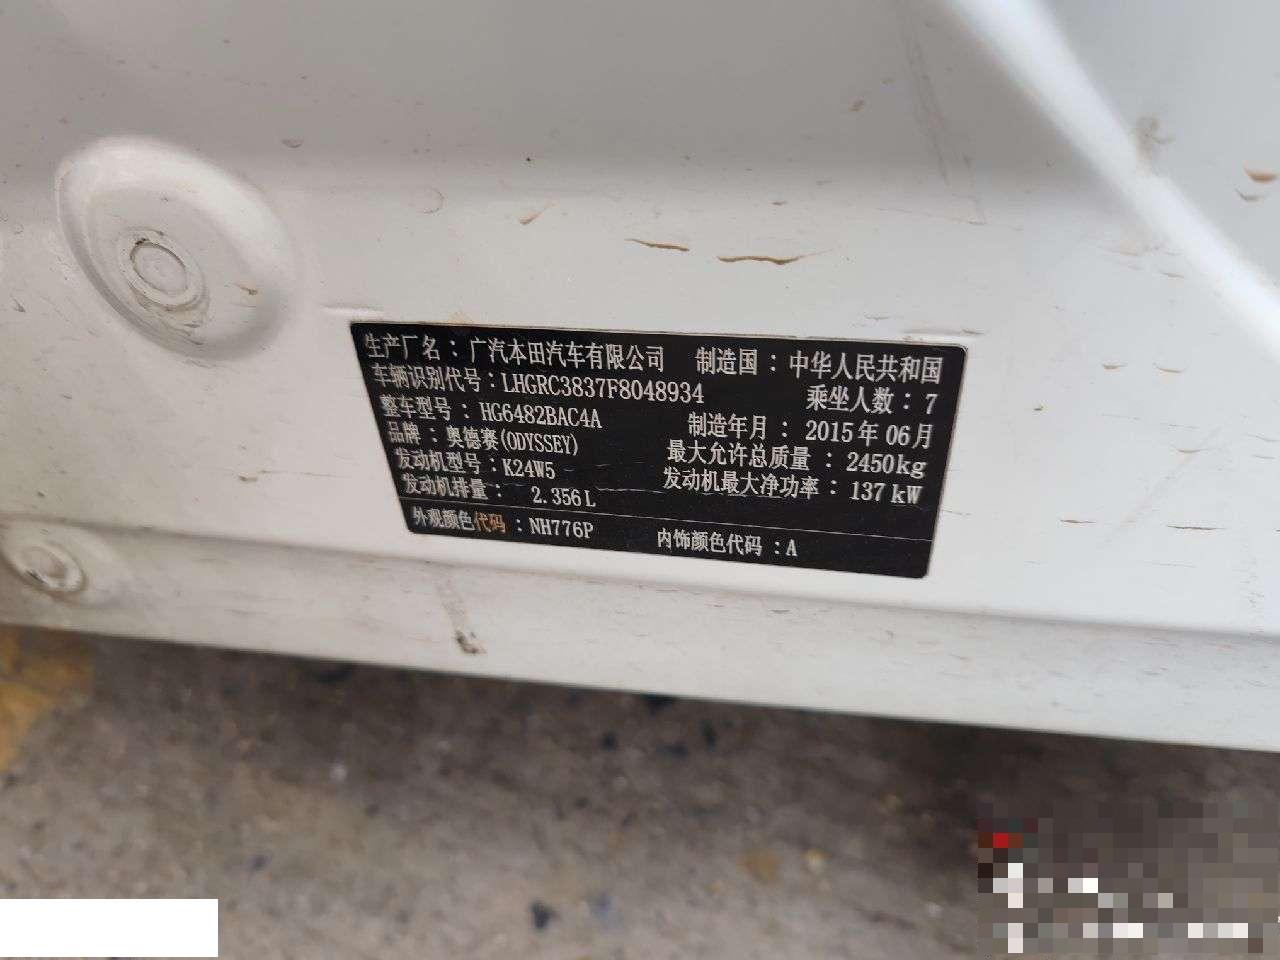 生产厂名：广汽本田汽车有限公司 制造国：中华人民共和国
车辆识别代号：LHGRC3837F8048934 乘坐人数：7
整车型号：HG6482BAC4A 制造年月：2015年06月
品牌：奥德赛(ODYSSEY) 最大允许总质量：2450kg
发动机型号：K24W5 发动机最大净功率：137kW
发动机排量：2.356L
外观颜色代码：NH776P 内饰颜色代码：A